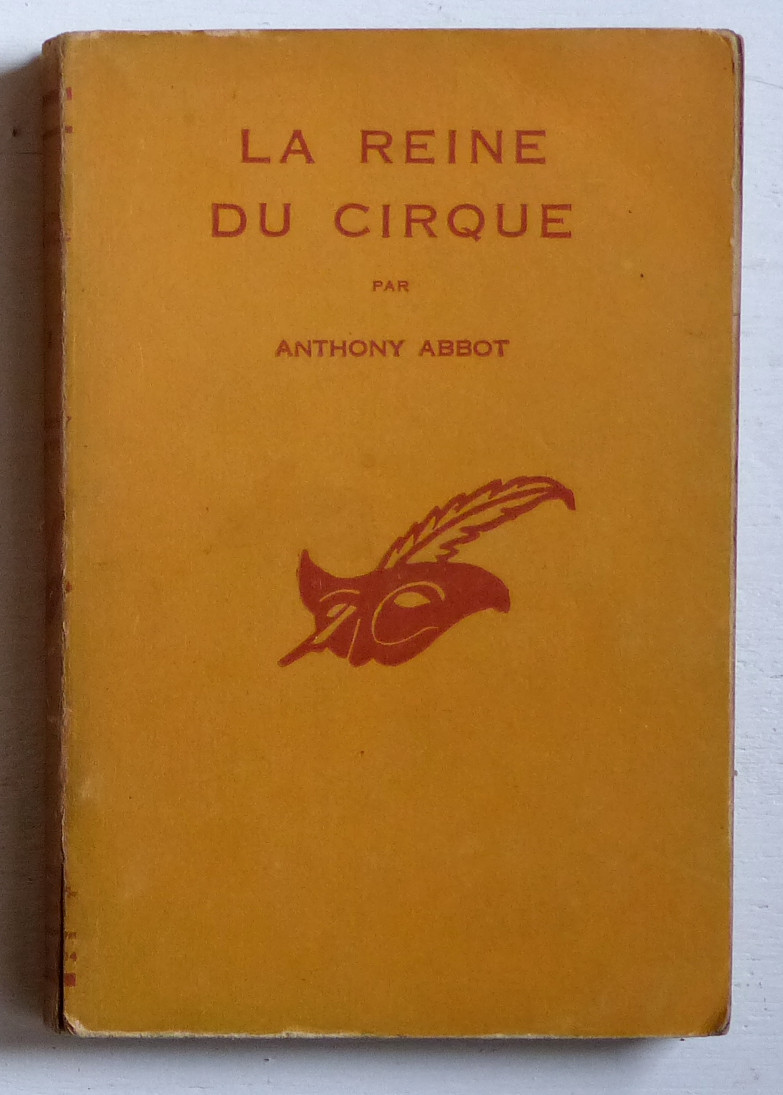 LA REINE
DU CIRQUE
PAR
ANTHONY ABBOT